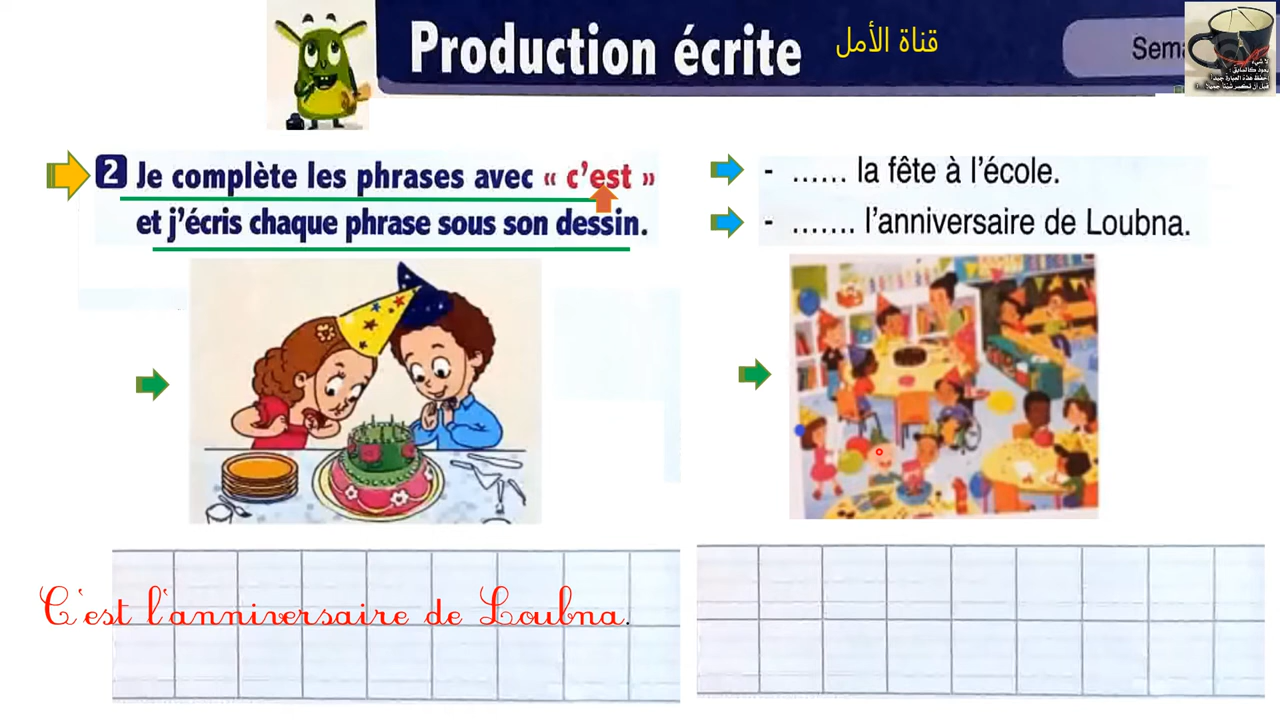 Production écrite
قناة الأمل
Sem
2 Je complète les phrases avec « c'est »
et j'écris chaque phrase sous son dessin.
- ...... la fête à l'école.
- ....... l'anniversaire de Loubna.
C'est l'anniversaire de Loubna.